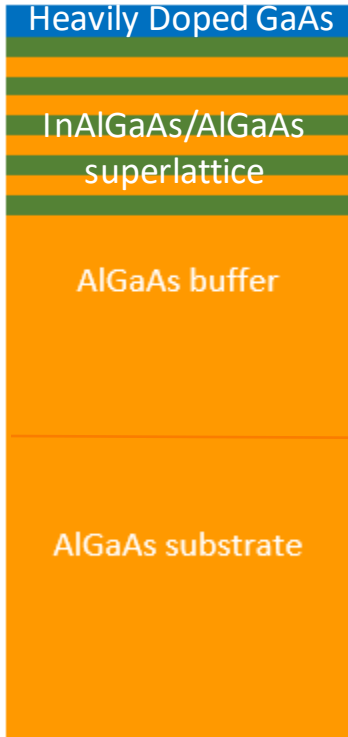 Heavily Doped GaAs
InAlGaAs/AlGaAs
superlattice
AlGaAs buffer
AlGaAs substrate